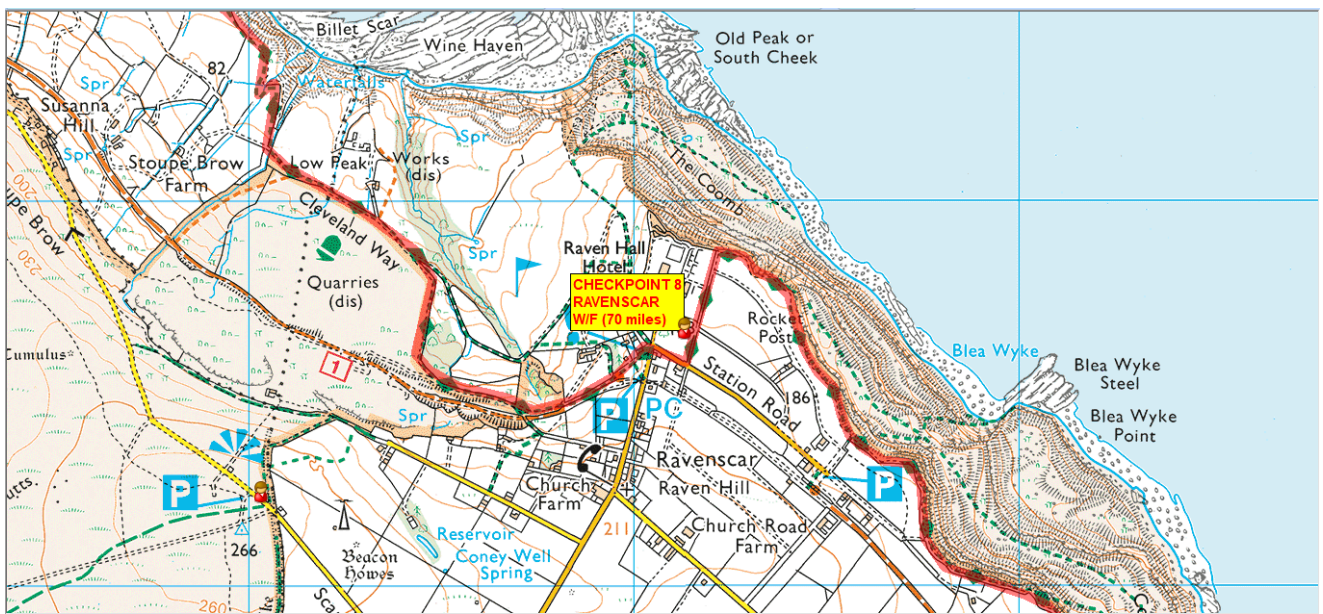 Billet Scar
Wine Haven
Old Peak or
South Cheek
82
Waterfalls
Spr
Susanna
Hill
Spr
Spr
Stoupe Brow
Farm
Low Peak
Works
(dis)
The Coomb
200
Brow
230
Cleveland Way
Spr
Quarries
(dis)
Raven Hall
Hotel
CHECKPOINT 8
RAVENSCAR
W/F (70 miles)
Rocket
Post
Blea Wyke
Blea Wyke
Steel
Blea Wyke
Point
Cumulus
1
Station Road
186
P
PC
Spr
P
P
Ravenscar
Raven Hill
Church
Farm
211
Church Road
Farm
266
Beacon
Howes
Reservoir
Coney Well
Spring
260